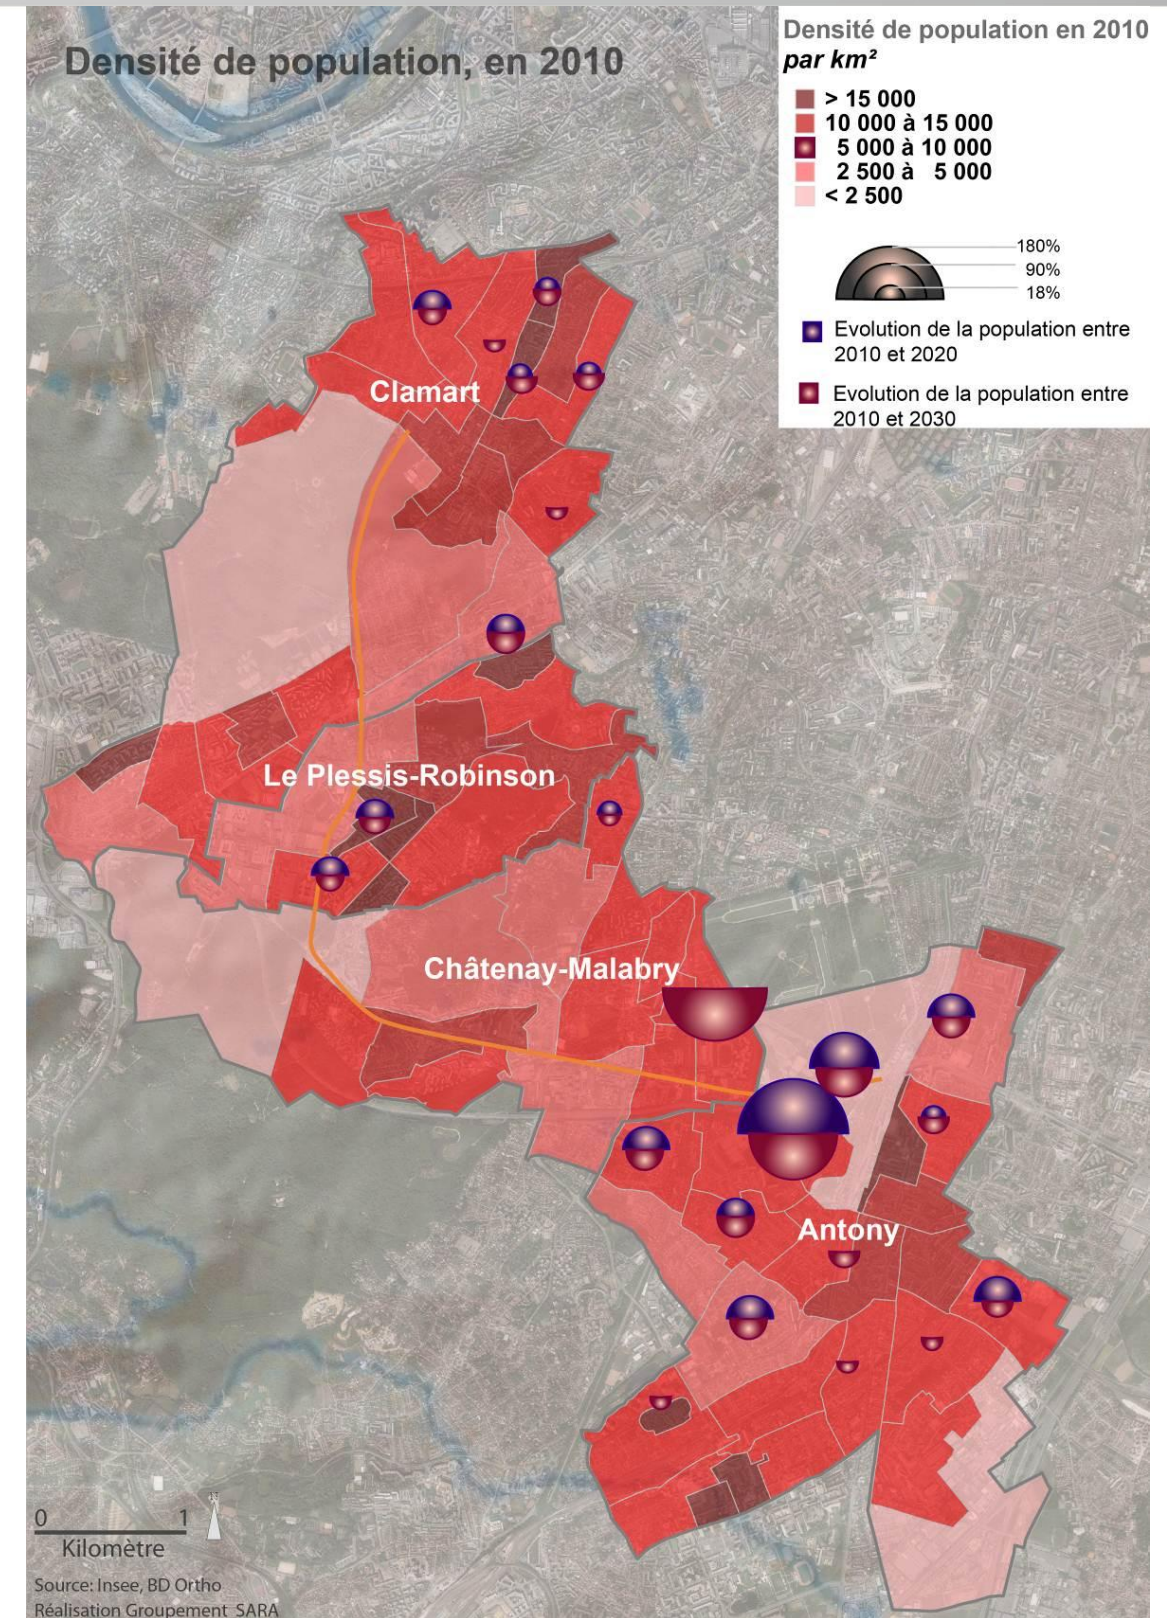 Densité de population, en 2010
Densité de population en 2010
par km²
> 15 000
10 000 à 15 000
5 000 à 10 000
2 500 à 5 000
< 2 500
180%
90%
18%
Evolution de la population entre
2010 et 2020
Evolution de la population entre
2010 et 2030
Clamart
Le Plessis-Robinson
Châtenay-Malabry
Antony
0 1
Kilomètre
Source: Insee, BD Ortho
Réalisation Groupement SARA